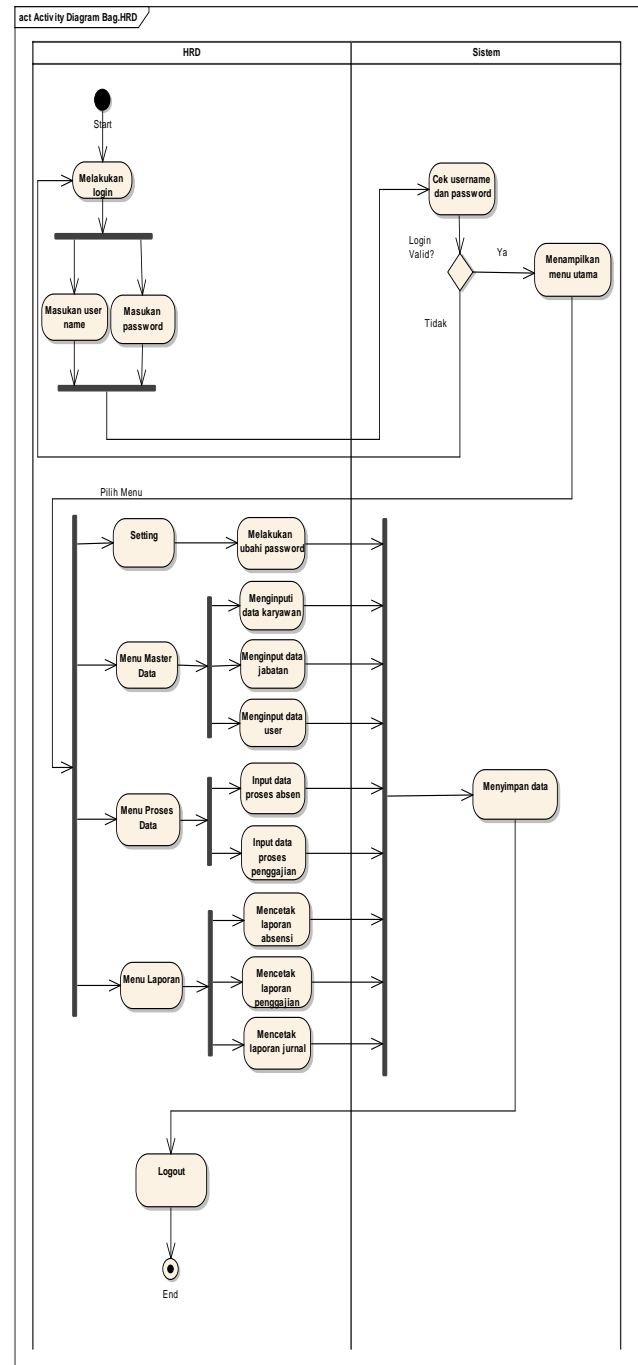 act Activity Diagram Bag.HRD
HRD
Sistem
Start
Melakukan
login
Cek username
dan password
Login
Valid?
Ya
Menampilkan
menu utama
Tidak
Masukan user
name
Masukan
password
Pilih Menu
Setting
Melakukan
ubahi password
Menginputi
data karyawan
Menu Master
Data
Menginput data
jabatan
Menginput data
user
Menu Proses
Data
Input data
proses absen
Input data
proses
penggajian
Menyimpan data
Menu Laporan
Mencetak
laporan
absensi
Mencetak
laporan
penggajian
Mencetak
laporan jurnal
Logout
End